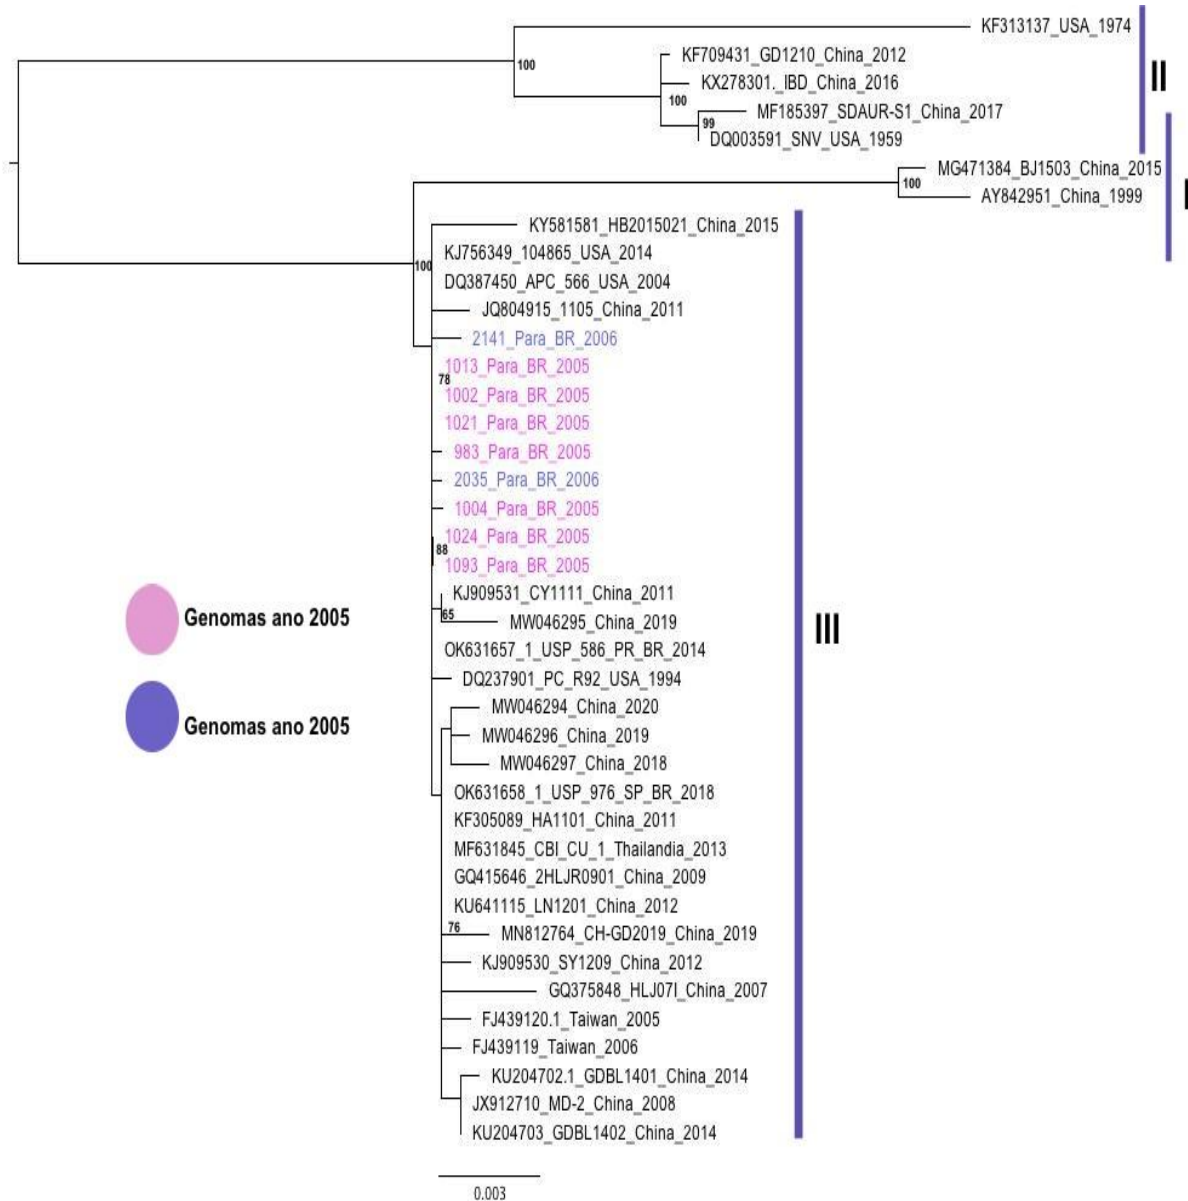 KF313137_USA_1974
KF709431_GD1210_China_2012
100
KX278301._IBD_China_2016
II
100
MF185397_SDAUR-S1_China_2017
99
DQ003591_SNV_USA_1959
MG471384_BJ1503_China_2015
100
AY842951_China_1999
I
KY581581_HB2015021_China_2015
KJ756349_104865_USA_2014
100
DQ387450_APC_566_USA_2004
JQ804915_1105_China_2011
2141_Para_BR_2006
1013_Para_BR_2005
78
1002_Para_BR_2005
1021_Para_BR_2005
983_Para_BR_2005
2035_Para_BR_2006
1004_Para_BR_2005
1024_Para_BR_2005
88
1093_Para_BR_2005
KJ909531_CY1111_China_2011
65
MW046295_China_2019
Genomas ano 2005
III
OK631657_1_USP_586_PR_BR_2014
DQ237901_PC_R92_USA_1994
MW046294_China_2020
Genomas ano 2005
MW046296_China_2019
MW046297_China_2018
OK631658_1_USP_976_SP_BR_2018
KF305089_HA1101_China_2011
MF631845_CBI_CU_1_Thailandia_2013
GQ415646_2HLJR0901_China_2009
KU641115_LN1201_China_2012
76
MN812764_CH-GD2019_China_2019
KJ909530_SY1209_China_2012
GQ375848_HLJ07I_China_2007
FJ439120.1_Taiwan_2005
FJ439119_Taiwan_2006
KU204702.1_GDBL1401_China_2014
JX912710_MD-2_China_2008
KU204703_GDBL1402_China_2014
0.003